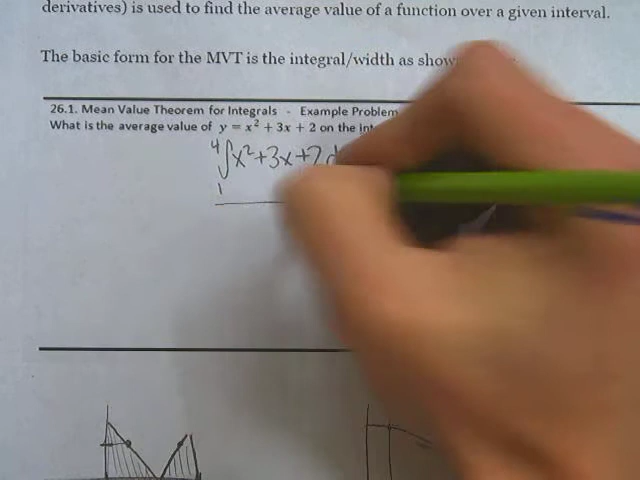 derivatives) is used to find the average value of a function over a given interval.
The basic form for the MVT is the integral/width as
26.1. Mean Value Theorem for Integrals - Example Problem
What is the average value of y = x² + 3x + 2 on the
4
∫x²+3x+2
1